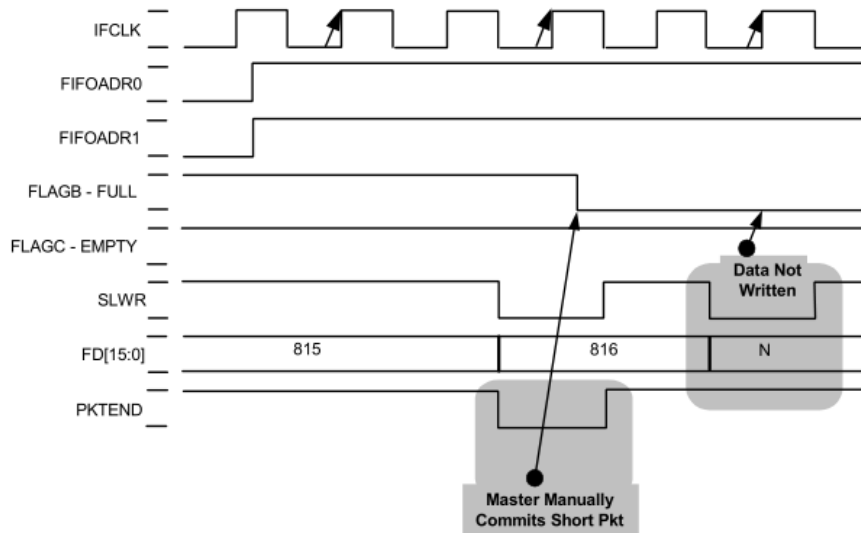 IFCLK
FIFOADR0
FIFOADR1
FLAGB - FULL
FLAGC - EMPTY
Data Not
Written
SLWR
FD[15:0]
815
816
N
PKTEND
Master Manually
Commits Short Pkt